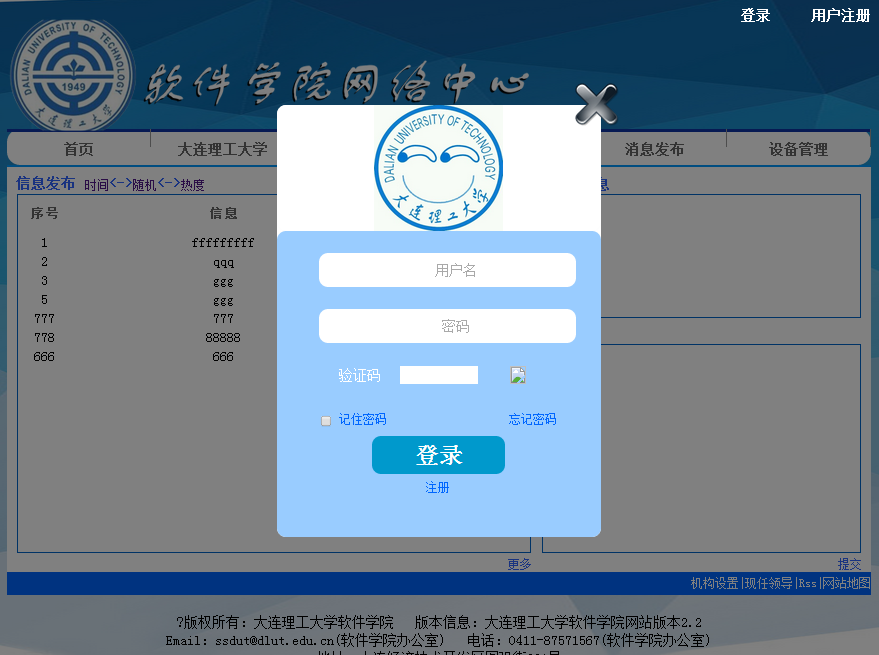 登录 用户注册
DALIAN UNIVERSITY OF TECHNOLOGY
1949
大连理工大学
软件学院网络中心
首页 大连理工大学 消息发布 设备管理
信息发布 时间<->随机<->热度 息
序号 信息
1 fffffffff
2 qqq
3 ggg
5 ggg
777 777
778 88888
666 666
DALIAN UNIVERSITY OF TECHNOLOGY
大连理工大学
用户名
密码
验证码
记住密码 忘记密码
登录
注册
更多 提交
机构设置|现任领导|Rss|网站地图
?版权所有：大连理工大学软件学院 版本信息：大连理工大学软件学院网站版本2.2
Email：ssdut@dlut.edu.cn(软件学院办公室) 电话：0411-87571567(软件学院办公室)